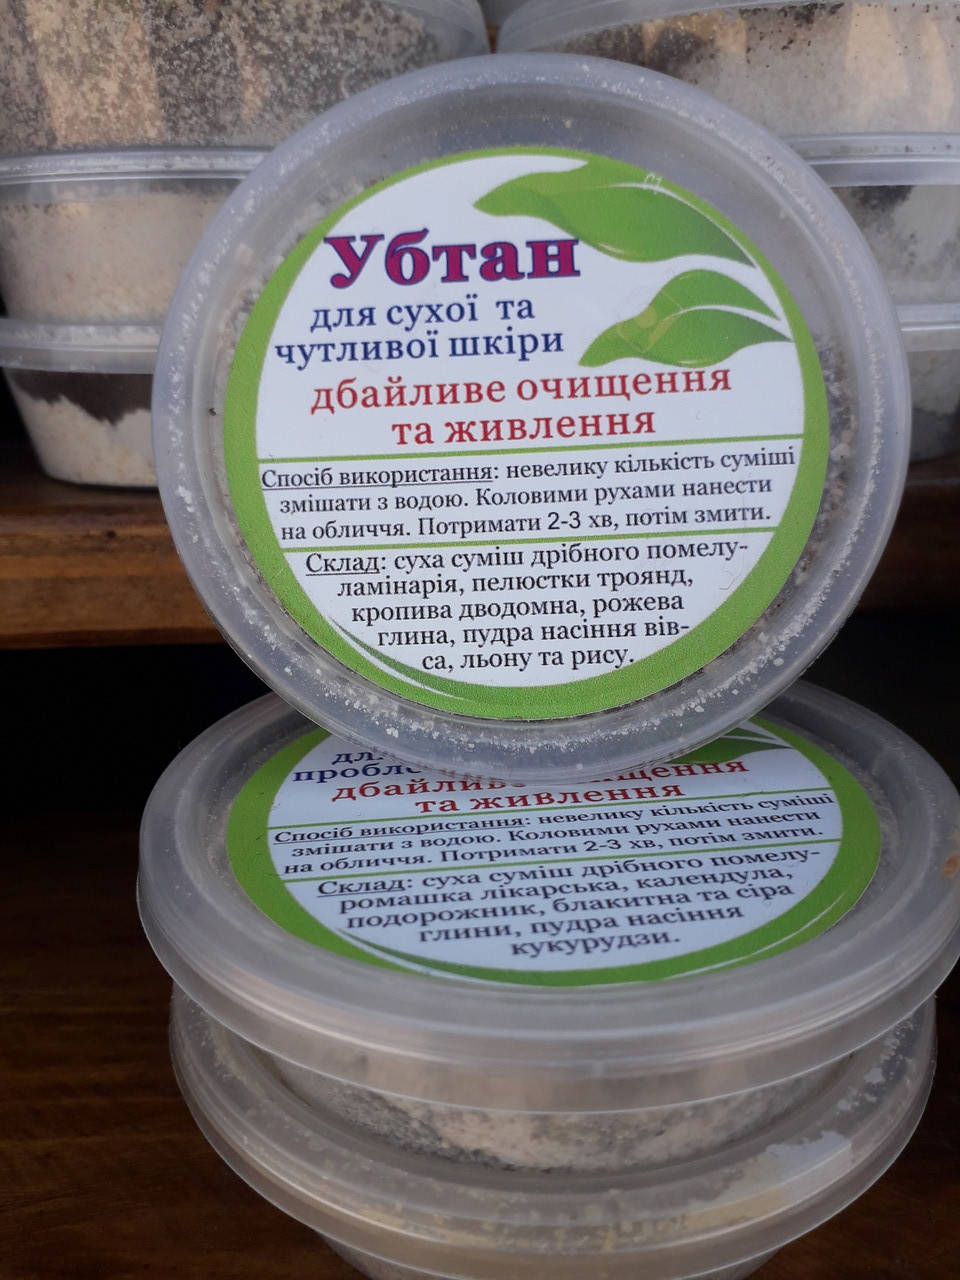 Убтан
для сухої та
чутливої шкіри
дбайливе очищення
та живлення
Спосіб використання: невелику кількість суміші
змішати з водою. Коловими рухами нанести
на обличчя. Потримати 2-3 хв, потім змити.
Склад: суха суміш дрібного помелу-
ламінарія, пелюстки троянд,
кропива дводомна, рожева
глина, пудра насіння вів-
са, льону та рису.
дбайливе очищення
та живлення
Спосіб використання: невелику кількість суміші
змішати з водою. Коловими рухами нанести
на обличчя. Потримати 2-3 хв, потім змити.
Склад: суха суміш дрібного помелу-
ромашка лікарська, календула,
подорожник, блакитна та сіра
глини, пудра насіння
кукурудзи.